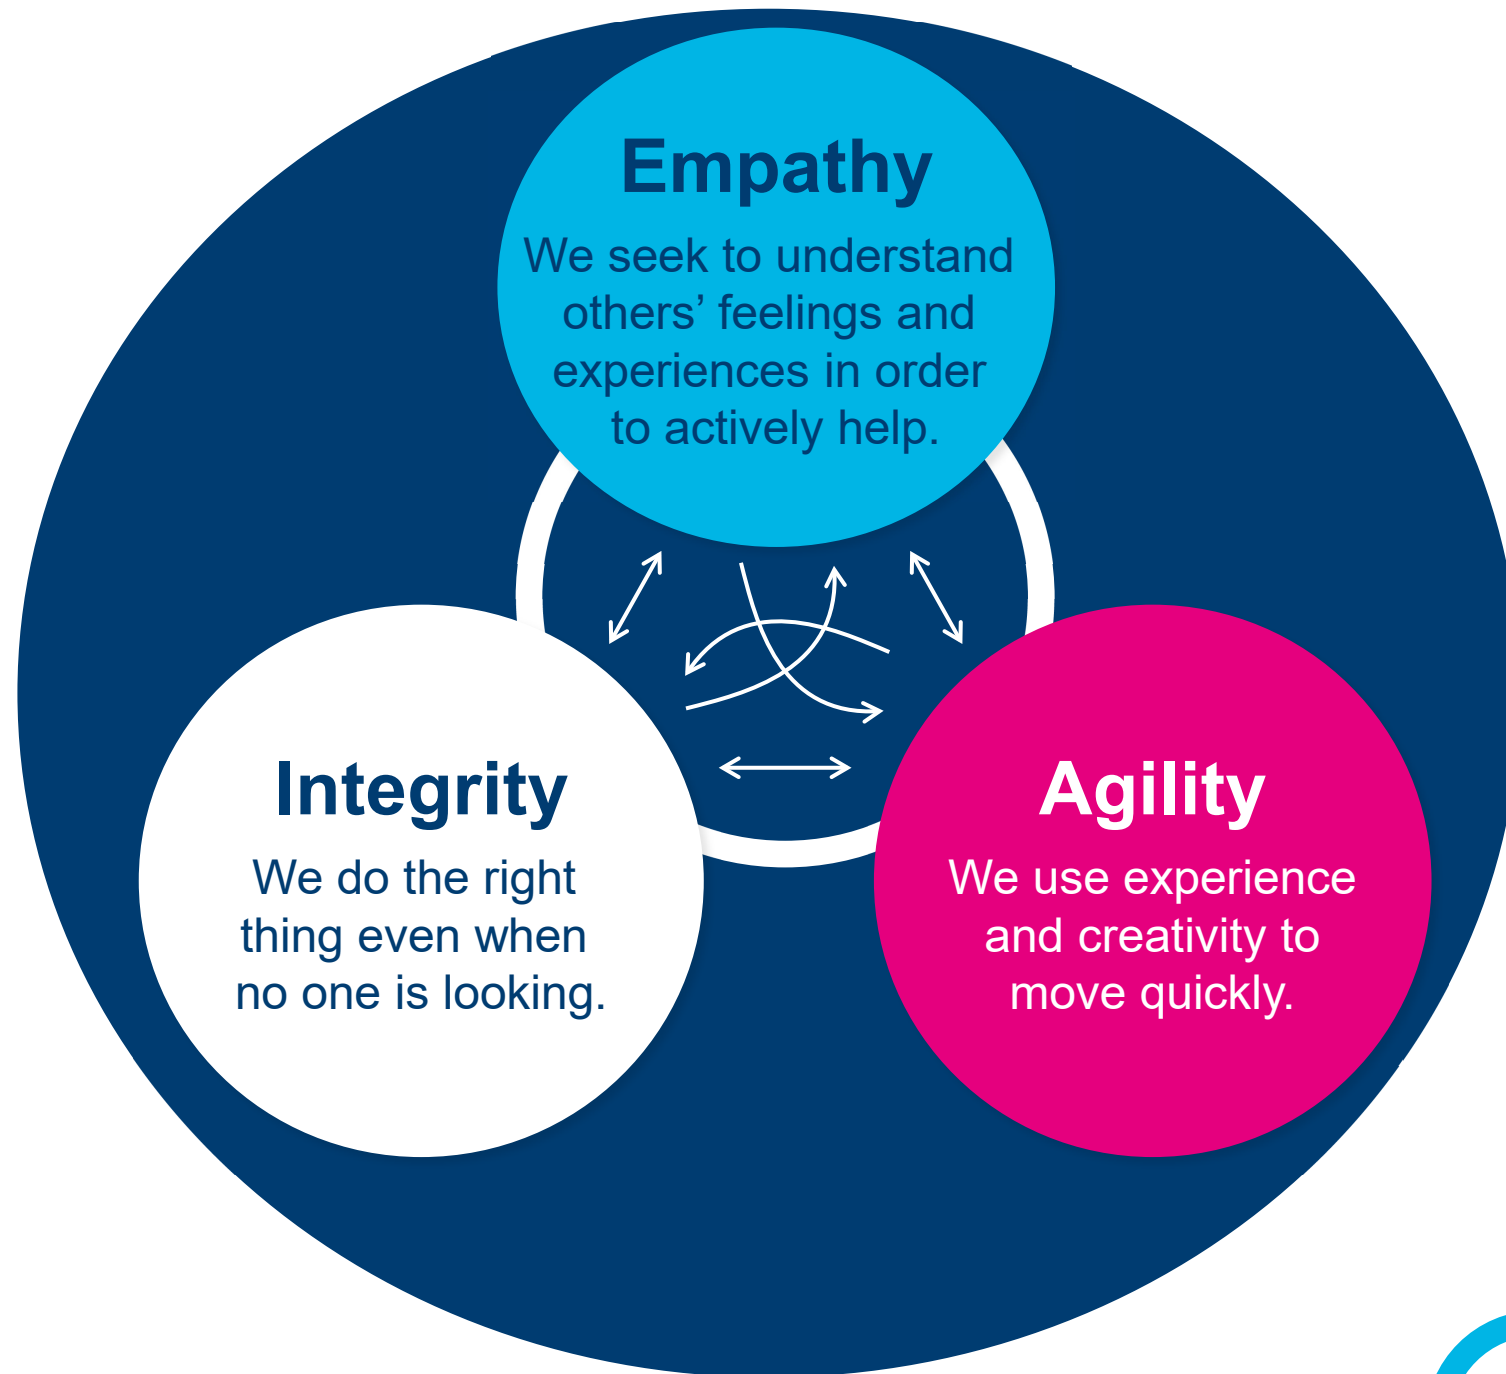 Empathy
We seek to understand
others’ feelings and
experiences in order
to actively help.
Integrity
We do the right
thing even when
no one is looking.
Agility
We use experience
and creativity to
move quickly.